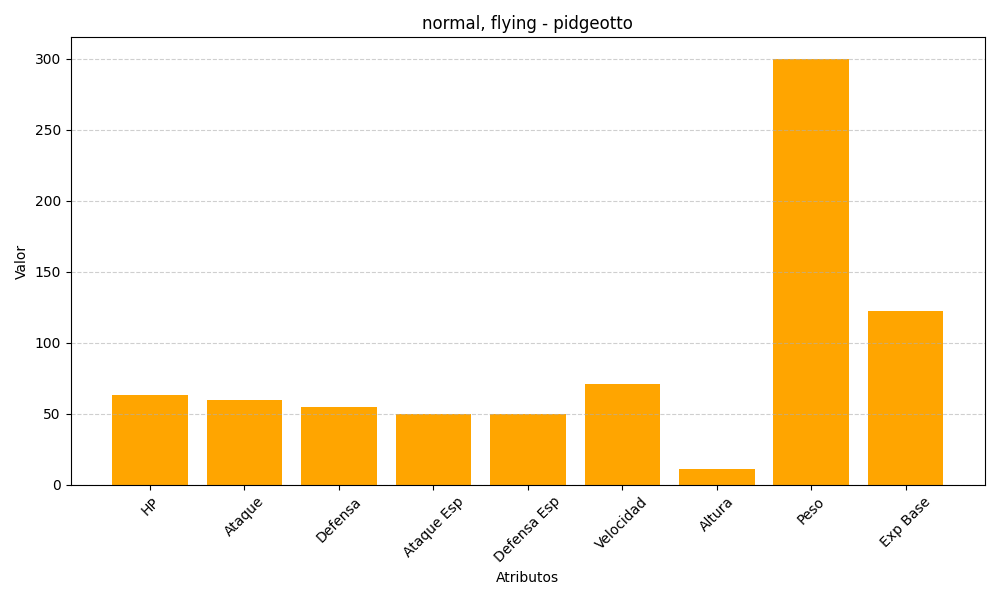 normal, flying - pidgeotto
Valor
300
250
200
150
100
50
0
HP
Ataque
Defensa
Ataque Esp
Defensa Esp
Velocidad
Altura
Peso
Exp Base
Atributos